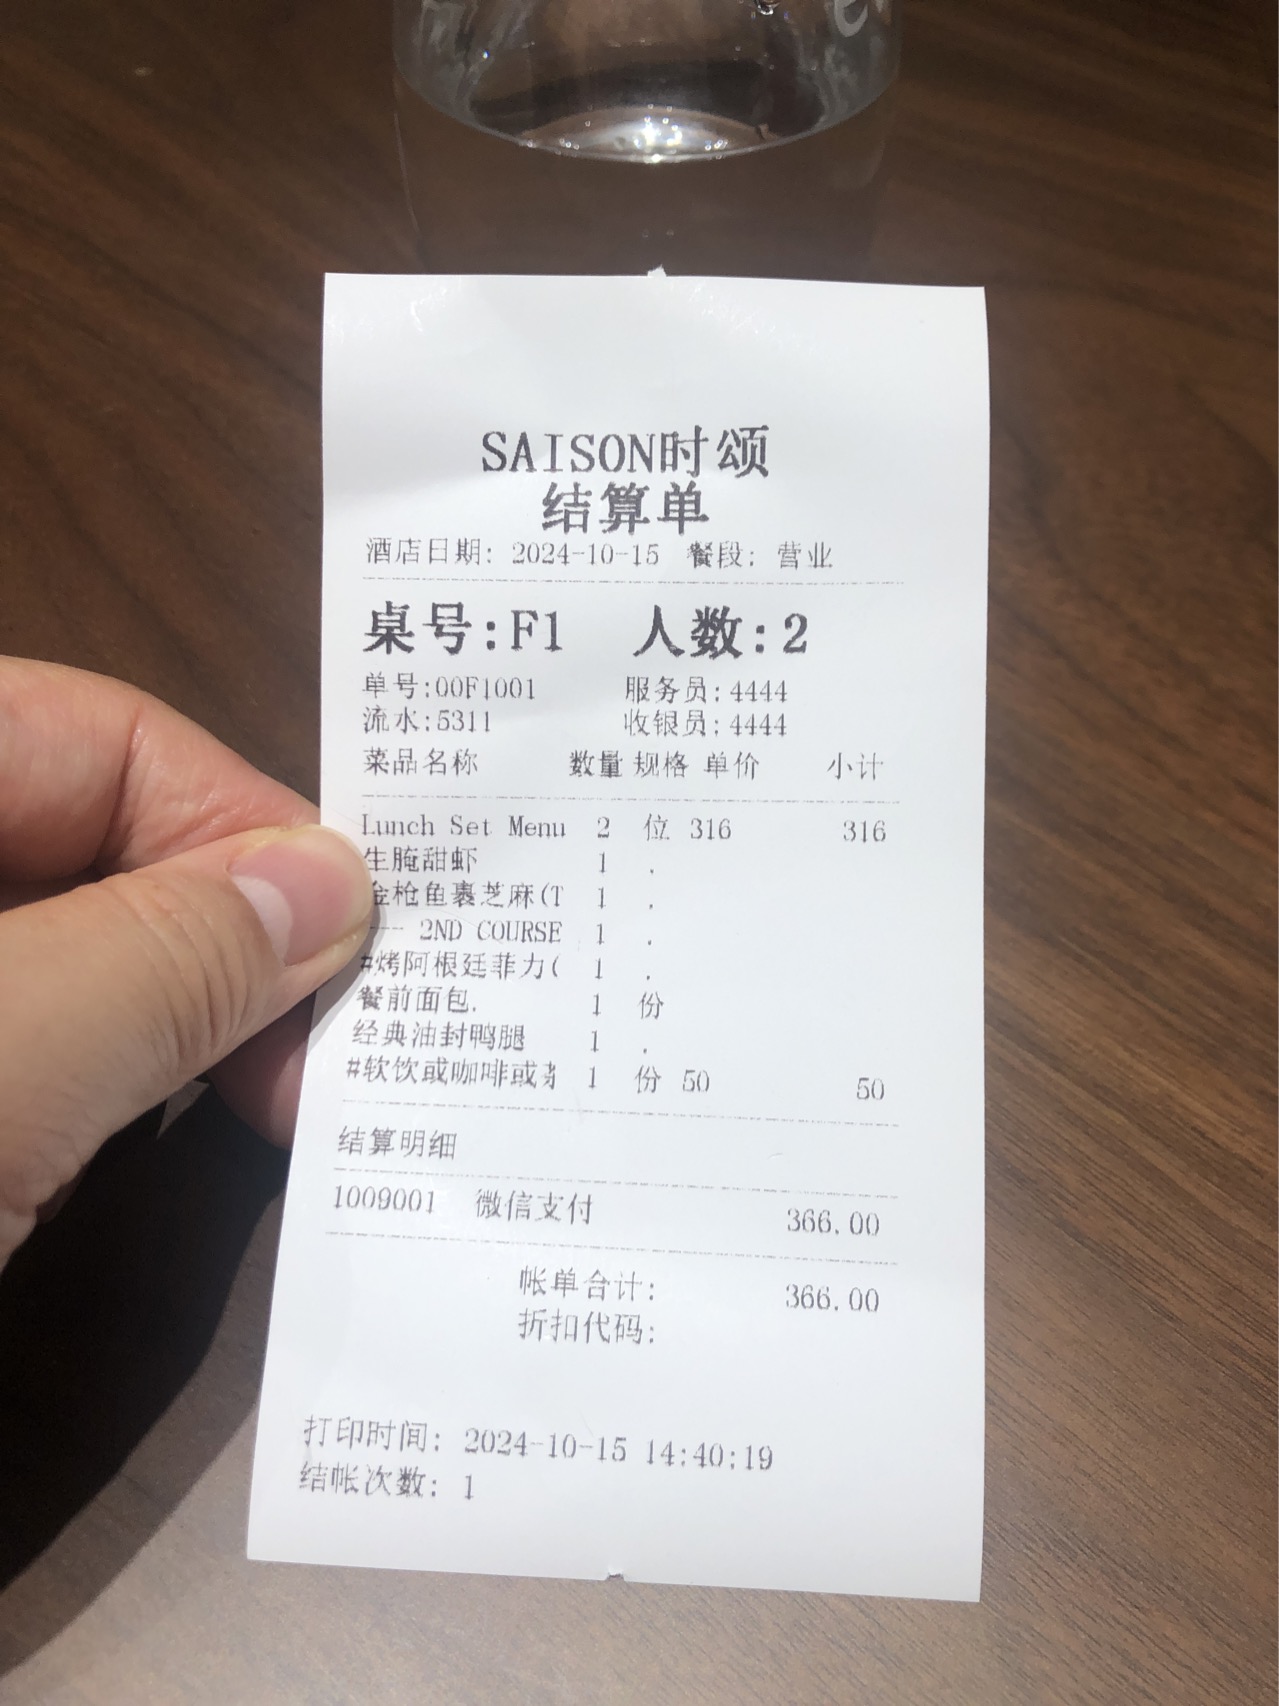 SAISON时颂
结算单
酒店日期: 2024-10-15 餐段: 营业
桌号:F1 人数:2
单号:00F1001 服务员:4444
流水:5311 收银员:4444
菜品名称 数量 规格 单价 小计
Lunch Set Menu 2 位 316 316
生腌甜虾 1 .
金枪鱼裹芝麻(T 1 .
--- 2ND COURSE 1 .
#烤阿根廷菲力( 1 .
餐前面包. 1 份
经典油封鸭腿 1 .
#软饮或咖啡或 1 份 50 50
结算明细
1009001 微信支付 366.00
帐单合计: 366.00
折扣代码:
打印时间: 2024-10-15 14:40:19
结帐次数: 1